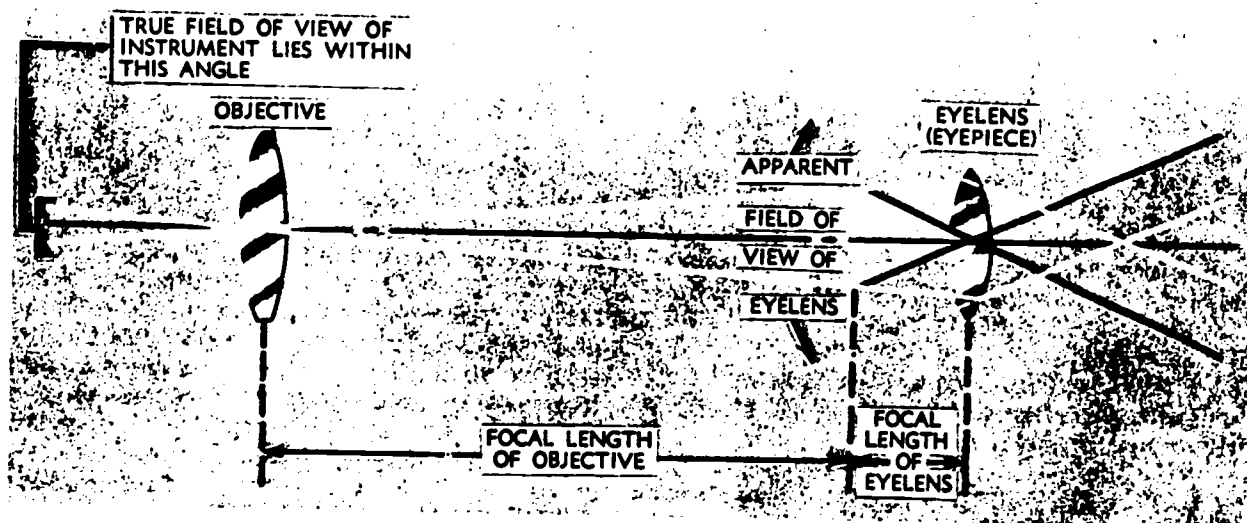 TRUE FIELD OF VIEW OF
INSTRUMENT LIES WITHIN
THIS ANGLE
OBJECTIVE
EYELENS
(EYEPIECE)
APPARENT
FIELD OF
VIEW OF
EYELENS
FOCAL LENGTH
OF OBJECTIVE
FOCAL
LENGTH
OF
EYELENS